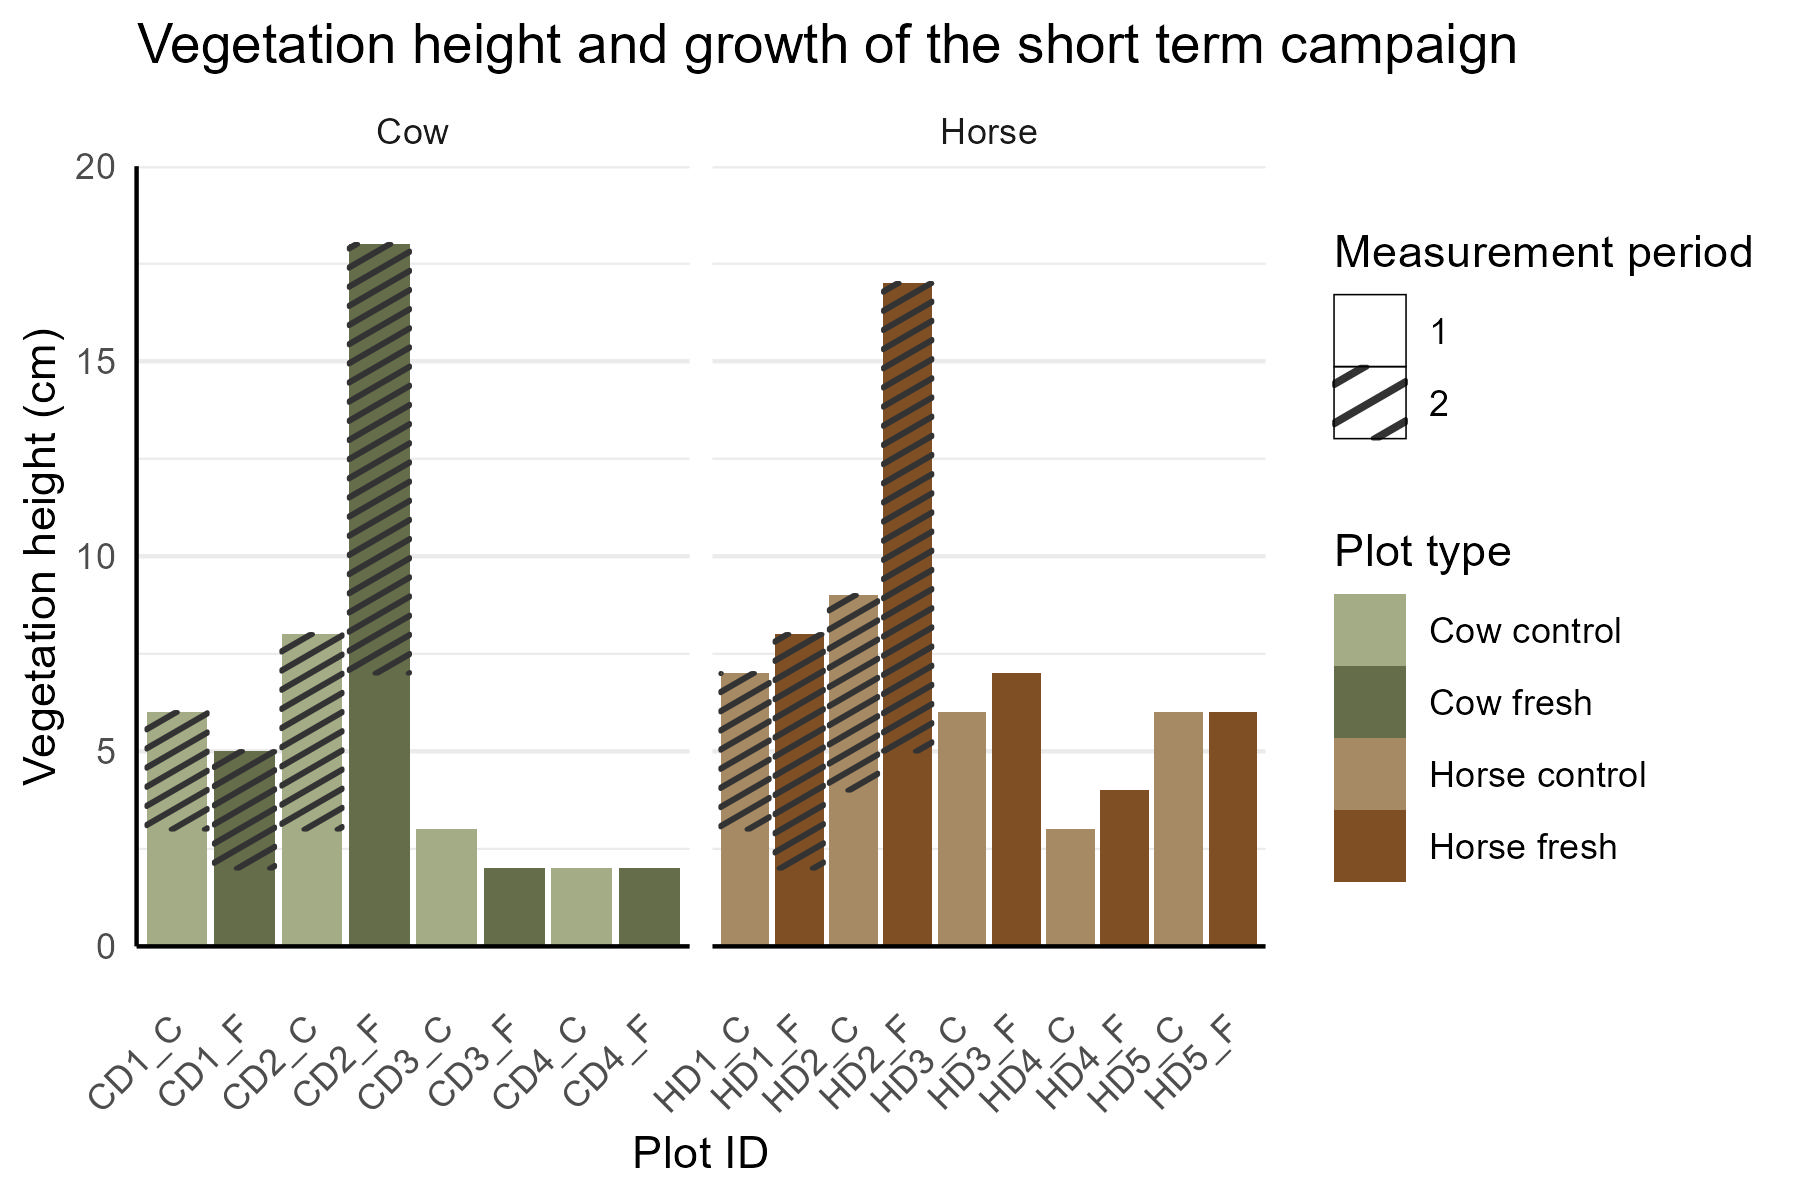 Vegetation height and growth of the short term campaign
Cow
Horse
Vegetation height (cm)
20
15
10
5
0
CD1_C
CD1_F
CD2_C
CD2_F
CD3_C
CD3_F
CD4_C
CD4_F
HD1_C
HD1_F
HD2_C
HD2_F
HD3_C
HD3_F
HD4_C
HD4_F
HD5_C
HD5_F
Plot ID
Measurement period
1
2
Plot type
Cow control
Cow fresh
Horse control
Horse fresh